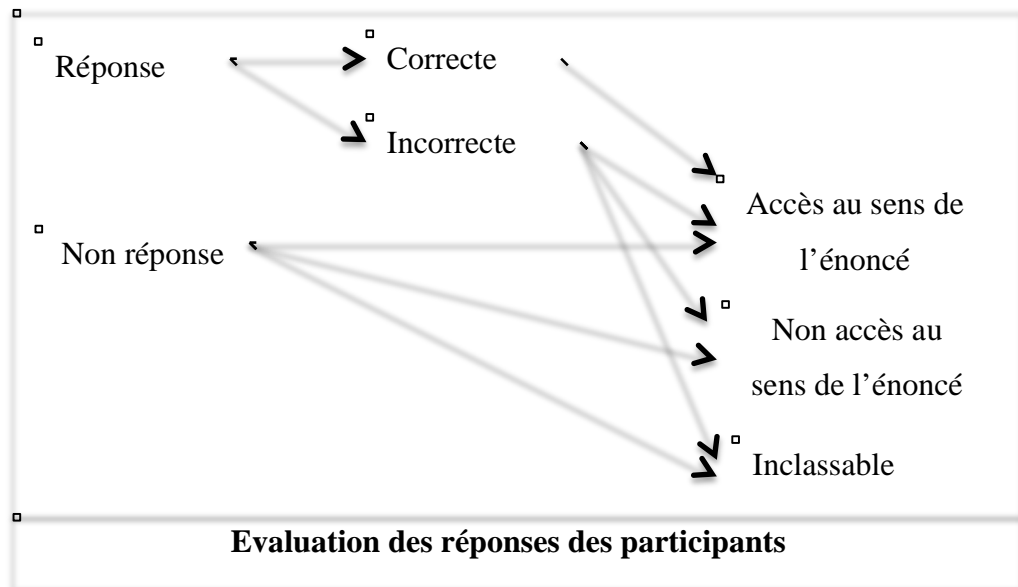 Réponse
Correcte
Incorrecte
Accès au sens de
l’énoncé
Non réponse
Non accès au
sens de l’énoncé
Inclassable
Evaluation des réponses des participants